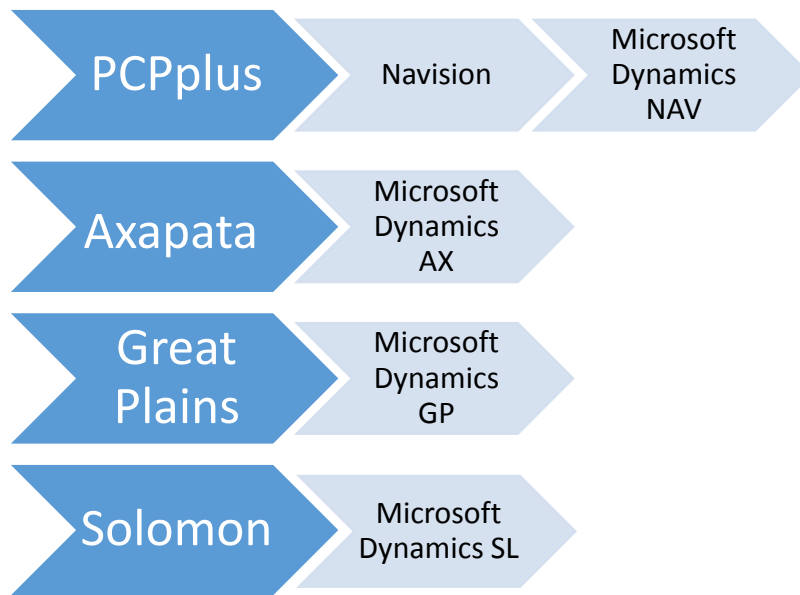 PCPplus
Navision
Microsoft
Dynamics
NAV
Axapata
Microsoft
Dynamics
AX
Great
Plains
Microsoft
Dynamics
GP
Solomon
Microsoft
Dynamics SL